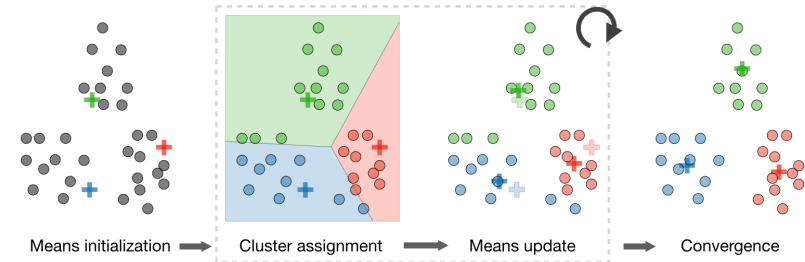 Means initialization
Cluster assignment
Means update
Convergence